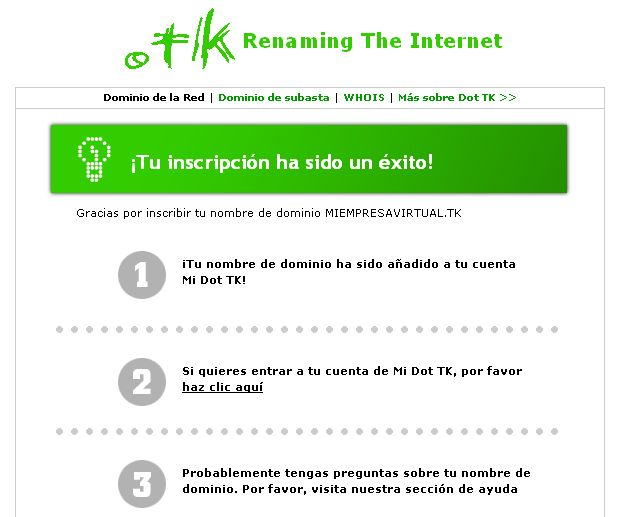 .tk Renaming The Internet
Dominio de la Red | Dominio de subasta | WHOIS | Más sobre Dot TK >>
¡Tu inscripción ha sido un éxito!
Gracias por inscribir tu nombre de dominio MIEMPRESAVIRTUAL.TK
1
¡Tu nombre de dominio ha sido añadido a tu cuenta
Mi Dot TK!
2
Si quieres entrar a tu cuenta de Mi Dot TK, por favor
haz clic aquí
3
Probablemente tengas preguntas sobre tu nombre de
dominio. Por favor, visita nuestra sección de ayuda